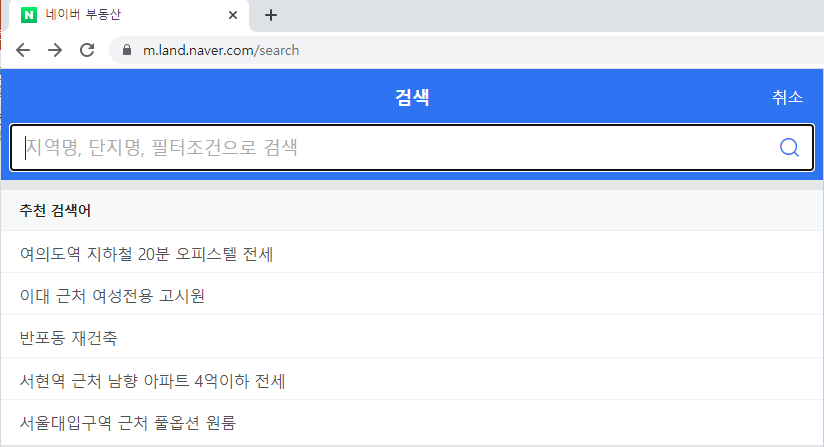 네이버 부동산
m.land.naver.com/search
검색
취소
지역명, 단지명, 필터조건으로 검색
추천 검색어
여의도역 지하철 20분 오피스텔 전세
이대 근처 여성전용 고시원
반포동 재건축
서현역 근처 남향 아파트 4억이하 전세
서울대입구역 근처 풀옵션 원룸